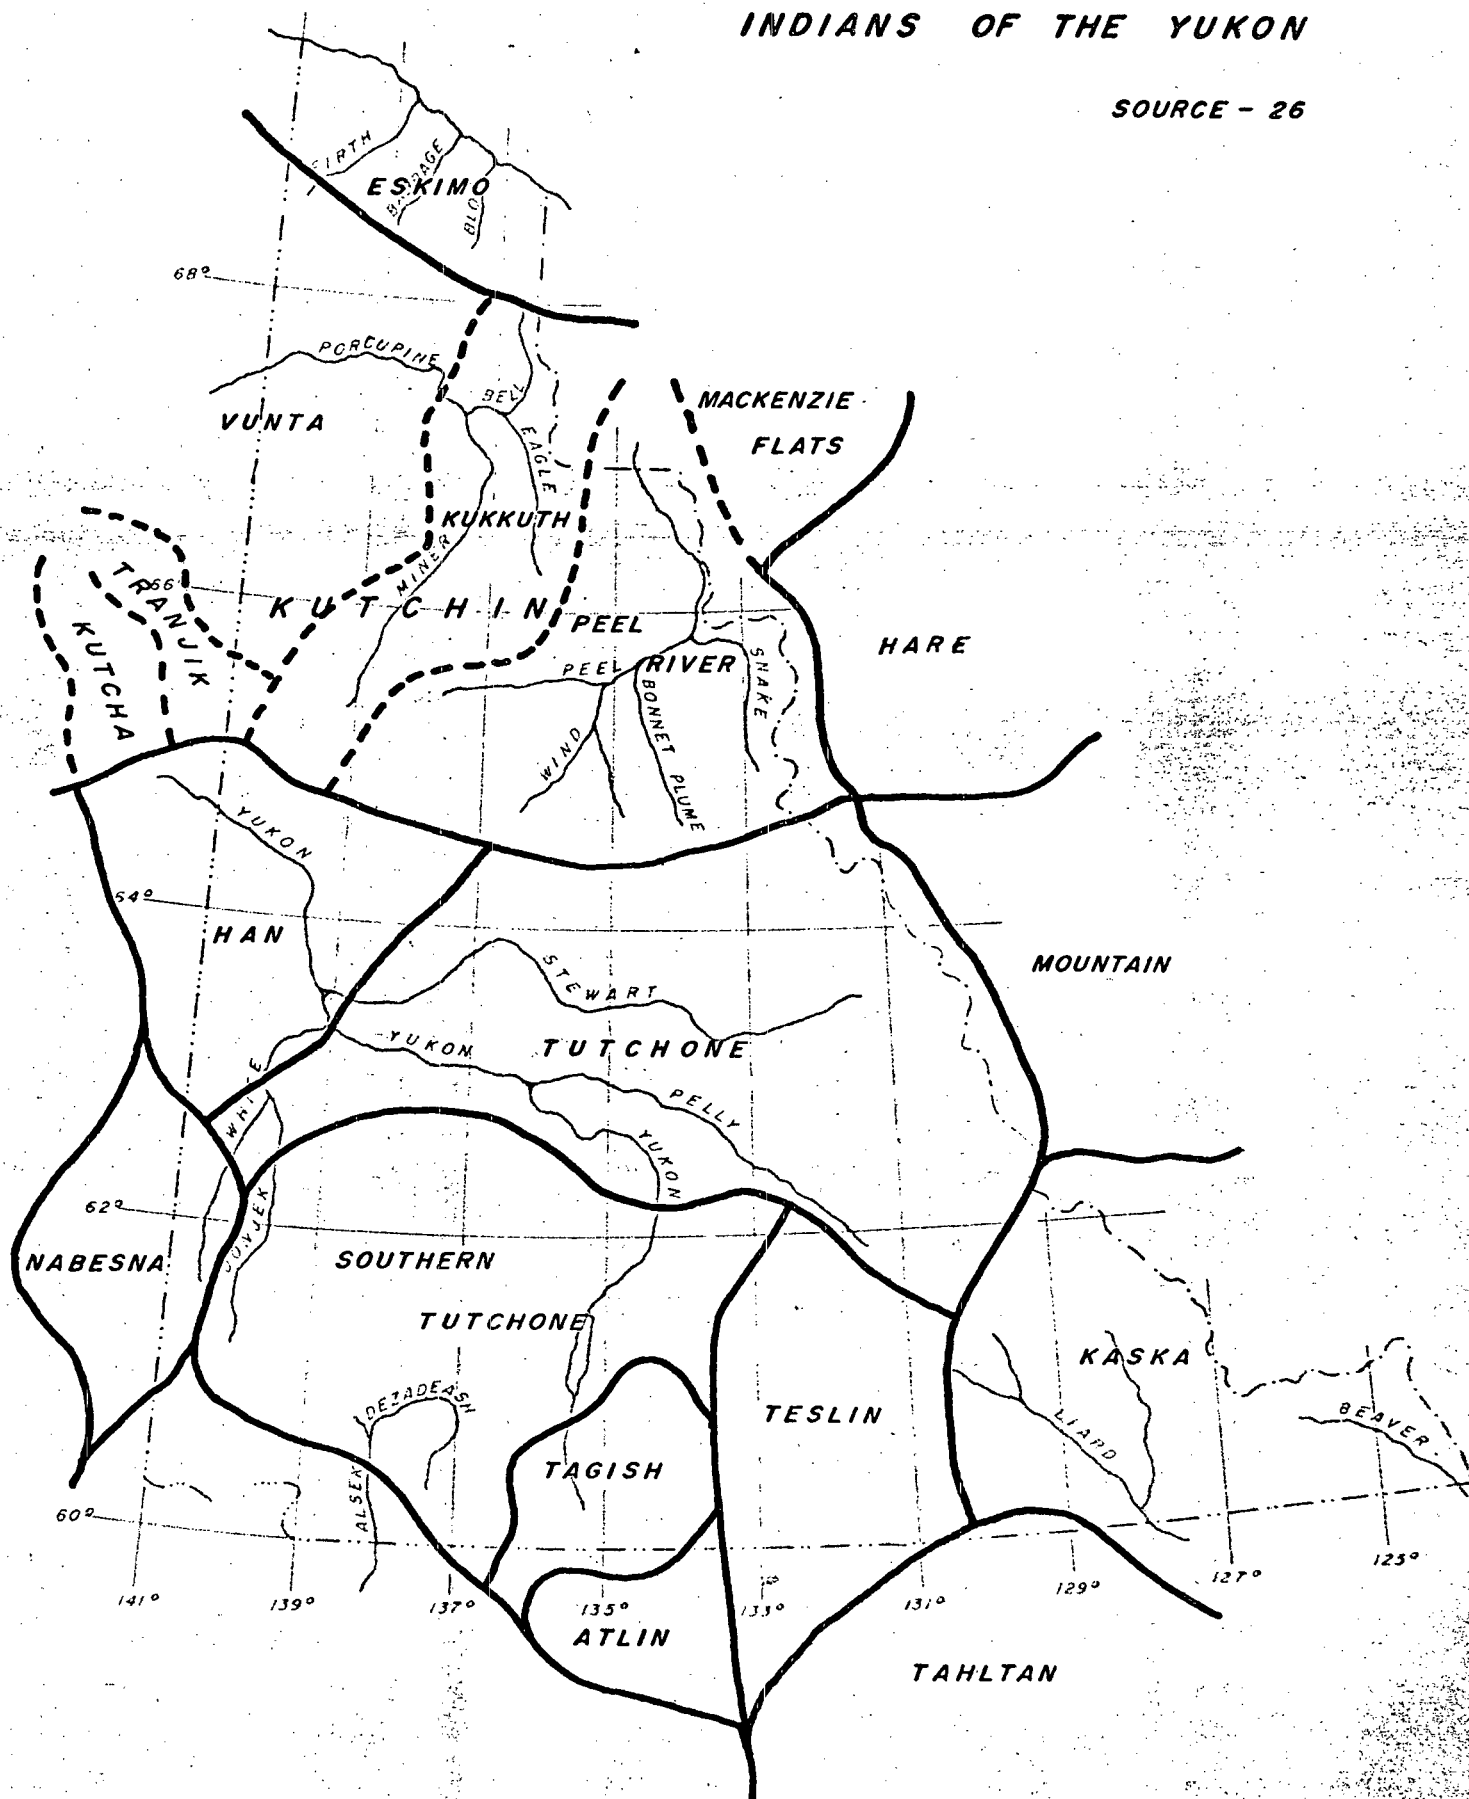 INDIANS OF THE YUKON
SOURCE - 26
FIRTH
BABBAGE
ESKIMO
BLOW
68°
PORCUPINE
BELL
MACKENZIE
FLATS
VUNTA
EAGLE
KUKKUTH
MINER
TRANJIK
66°
KUTCHIN
PEEL
KUTCHA
HARE
PEEL
RIVER
SNAKE
BONNET PLUME
WIND
YUKON
64°
HAN
MOUNTAIN
STEWART
YUKON
TUTCHONE
WHITE
PELLY
YUKON
62°
DONJEK
NABESNA
SOUTHERN
TUTCHONE
KASKA
DEZADEASH
TESLIN
LIARD
BEAVER
TAGISH
ALSEK
60°
141°
139°
137°
135°
133°
131°
129°
127°
125°
ATLIN
TAHLTAN